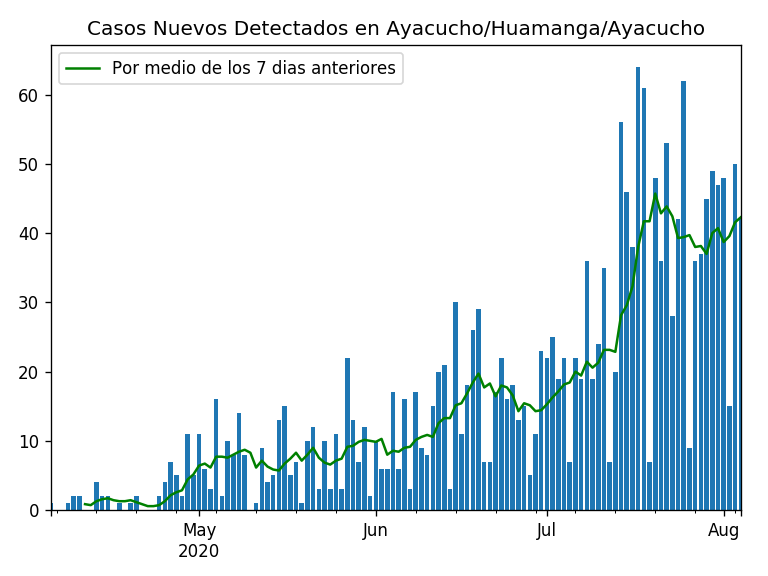 Casos Nuevos Detectados en Ayacucho/Huamanga/Ayacucho
Por medio de los 7 dias anteriores
60
50
40
30
20
10
0
May Jun Jul Aug
2020